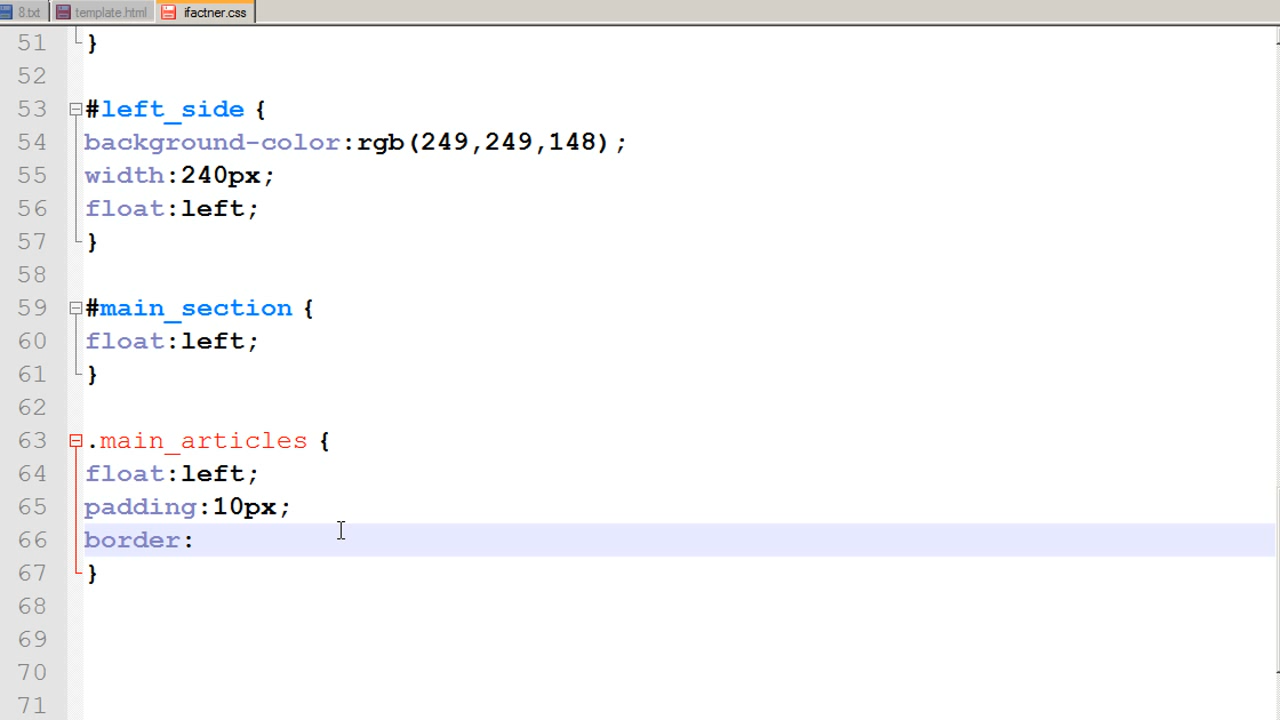 8.txt template.html ifactner.css
51 }
52
53 #left_side {
54 background-color:rgb(249,249,148);
55 width:240px;
56 float:left;
57 }
58
59 #main_section {
60 float:left;
61 }
62
63 .main_articles {
64 float:left;
65 padding:10px;
66 border:
67 }
68
69
70
71